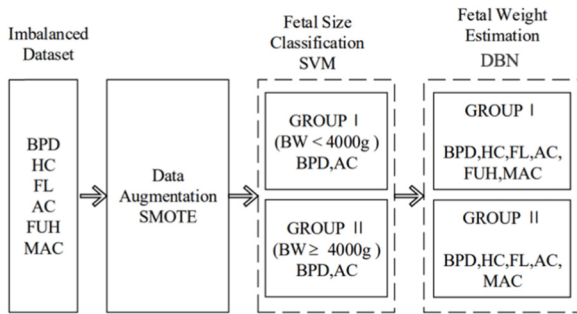 Imbalanced
Dataset
BPD
HC
FL
AC
FUH
MAC
Data
Augmentation
SMOTE
Fetal Size
Classification
SVM
GROUP Ⅰ
(BW < 4000g )
BPD,AC
GROUP Ⅱ
(BW ≥ 4000g )
BPD,AC
Fetal Weight
Estimation
DBN
GROUP Ⅰ
BPD,HC,FL,AC,
FUH,MAC
GROUP Ⅱ
BPD,HC,FL,AC,
MAC